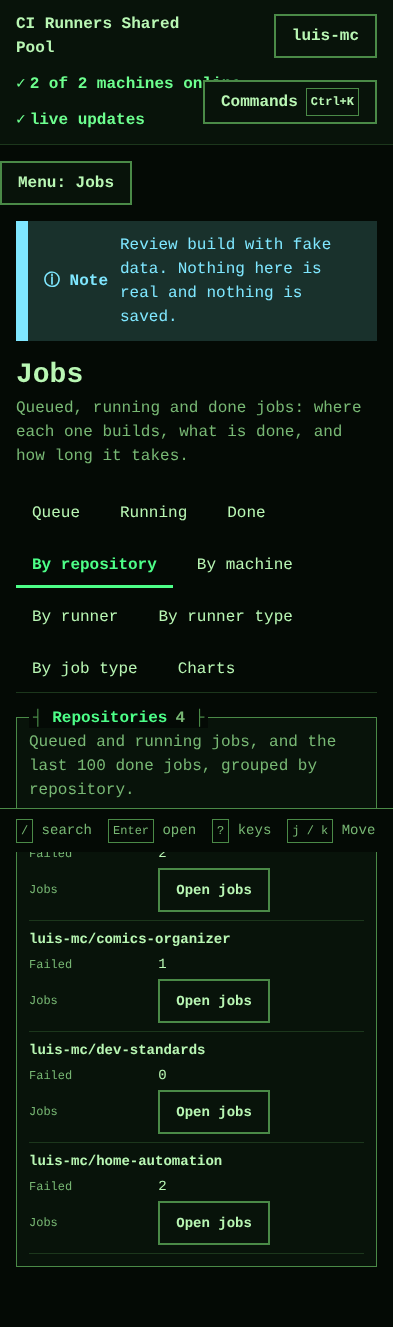 CI Runners Shared
Pool
luis-mc
✓ 2 of 2 machines
Commands Ctrl+K
✓ live updates
Menu: Jobs
ⓘ Note
Review build with fake
data. Nothing here is
real and nothing is
saved.
Jobs
Queued, running and done jobs: where
each one builds, what is done, and
how long it takes.
Queue Running Done
By repository By machine
By runner By runner type
By job type Charts
Repositories 4
Queued and running jobs, and the
last 100 done jobs, grouped by
repository.
/ search Enter open ? keys j / k Move
Failed 2
Jobs Open jobs
luis-mc/comics-organizer
Failed 1
Jobs Open jobs
luis-mc/dev-standards
Failed 0
Jobs Open jobs
luis-mc/home-automation
Failed 2
Jobs Open jobs